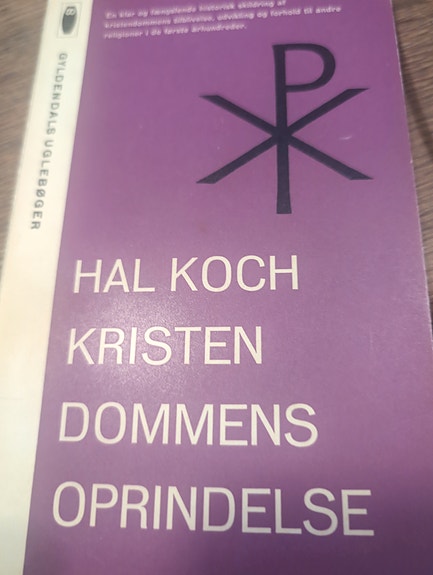 En klar og fængslende historisk skildring af
kristendommens tilblivelse, udvikling og forhold til andre
religioner i de første århundreder.
8
GYLDENDALS UGLEBØGER
HAL KOCH
KRISTEN
DOMMENS
OPRINDELSE